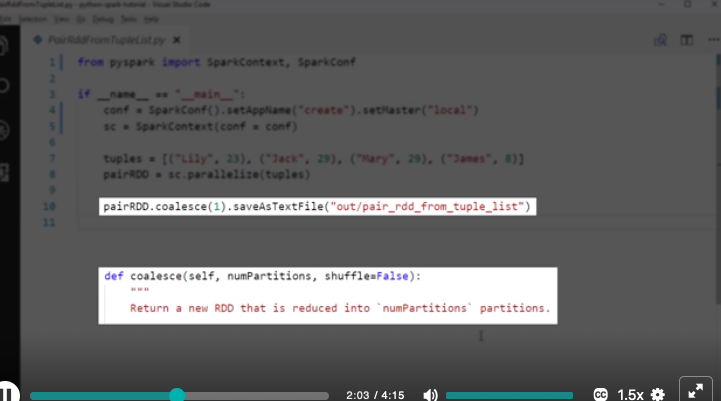 PairRddFromTupleList.py - python-spark-tutorial - Visual Studio Code
Selection View Go Debug Tasks Help
PairRddFromTupleList.py
1 from pyspark import SparkContext, SparkConf
2
3 if __name__ == "__main__":
4 conf = SparkConf().setAppName("create").setMaster("local")
5 sc = SparkContext(conf = conf)
6
7 tuples = [("Lily", 23), ("Jack", 29), ("Mary", 29), ("James", 8)]
8 pairRDD = sc.parallelize(tuples)
9
10 pairRDD.coalesce(1).saveAsTextFile("out/pair_rdd_from_tuple_list")
11
def coalesce(self, numPartitions, shuffle=False):
"""
Return a new RDD that is reduced into `numPartitions` partitions.
2:03 / 4:15 CC 1.5x